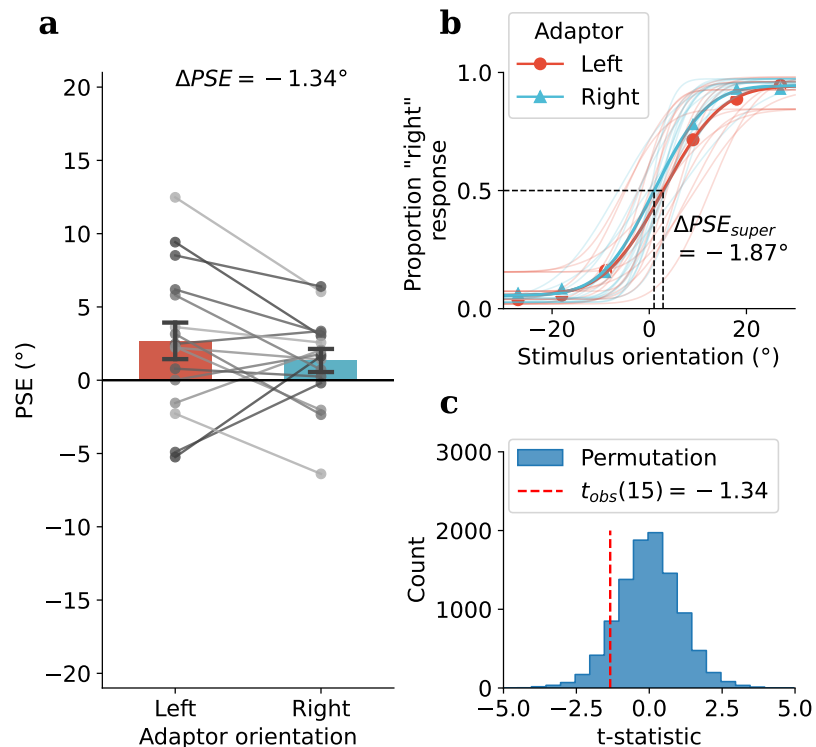 a
ΔPSE = −1.34°
20
15
10
5
0
−5
−10
−15
−20
PSE (°)
Left
Right
Adaptor orientation
b
Adaptor
Left
Right
1.0
0.5
0.0
Proportion "right"
response
ΔPSEsuper
= −1.87°
−20
0
20
Stimulus orientation (°)
c
Permutation
tobs(15) = −1.34
3000
2000
1000
0
Count
−5.0
−2.5
0.0
2.5
5.0
t-statistic